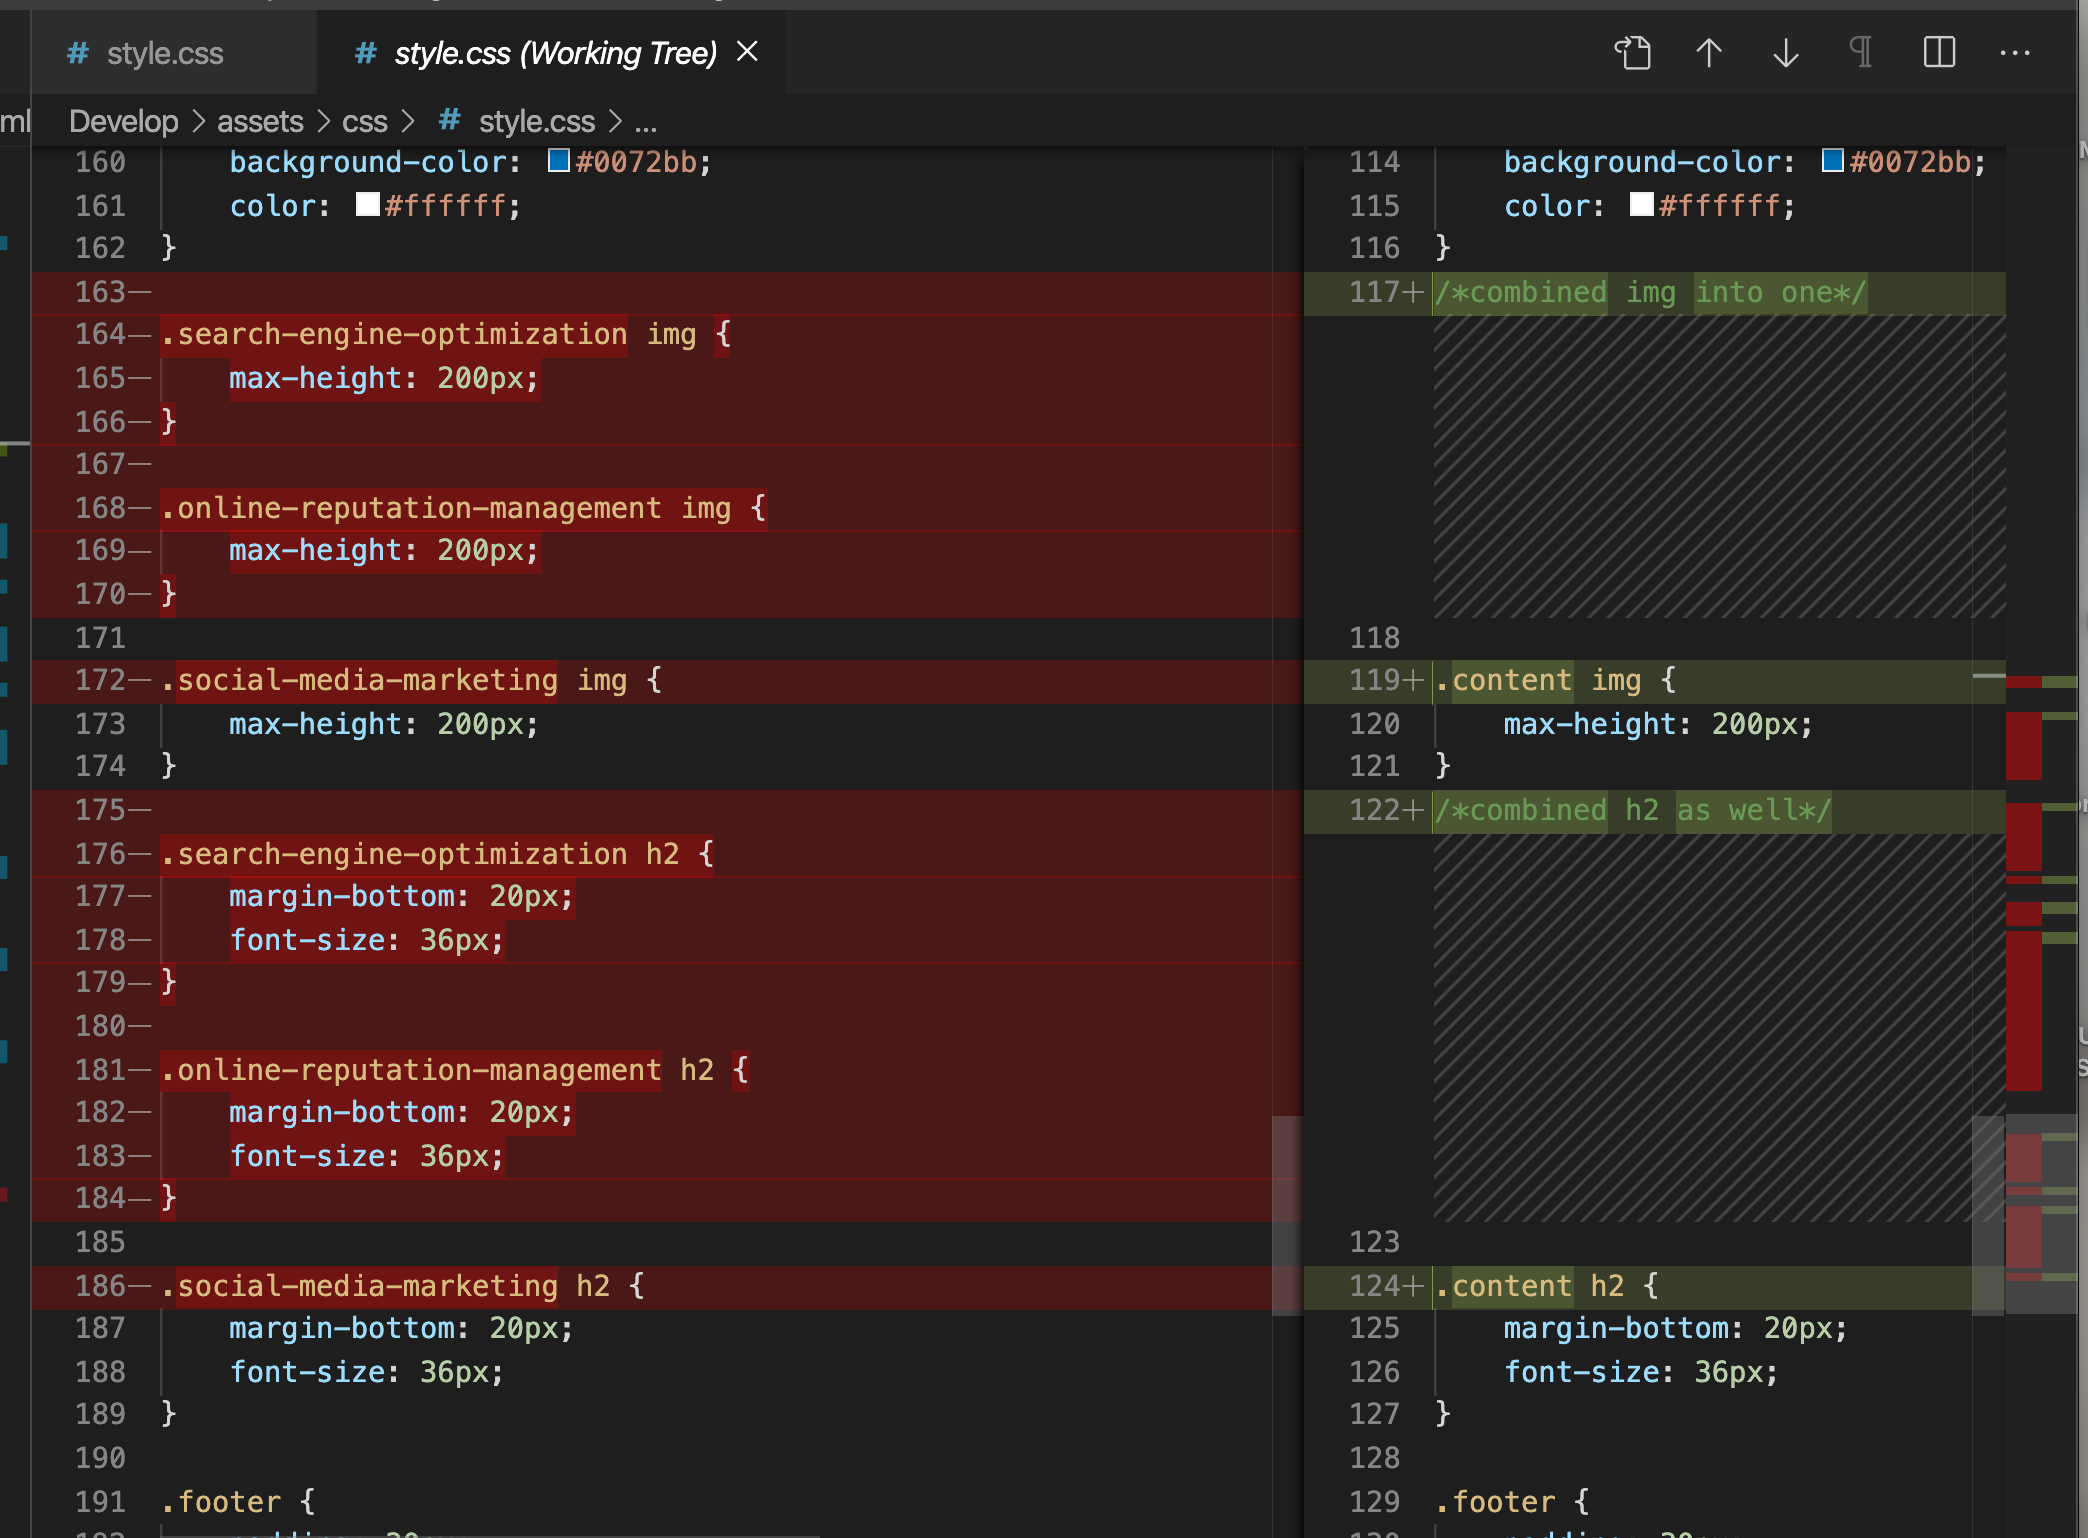 # style.css
# style.css (Working Tree) ×
Develop > assets > css > # style.css > ...
160 background-color: #0072bb;
161 color: #ffffff;
162 }
163—
164— .search-engine-optimization img {
165— max-height: 200px;
166— }
167—
168— .online-reputation-management img {
169— max-height: 200px;
170— }
171
172— .social-media-marketing img {
173 max-height: 200px;
174 }
175—
176— .search-engine-optimization h2 {
177— margin-bottom: 20px;
178— font-size: 36px;
179— }
180—
181— .online-reputation-management h2 {
182— margin-bottom: 20px;
183— font-size: 36px;
184— }
185
186— .social-media-marketing h2 {
187 margin-bottom: 20px;
188 font-size: 36px;
189 }
190
191 .footer {
114 background-color: #0072bb;
115 color: #ffffff;
116 }
117+ /*combined img into one*/
118
119+ .content img {
120 max-height: 200px;
121 }
122+ /*combined h2 as well*/
123
124+ .content h2 {
125 margin-bottom: 20px;
126 font-size: 36px;
127 }
128
129 .footer {